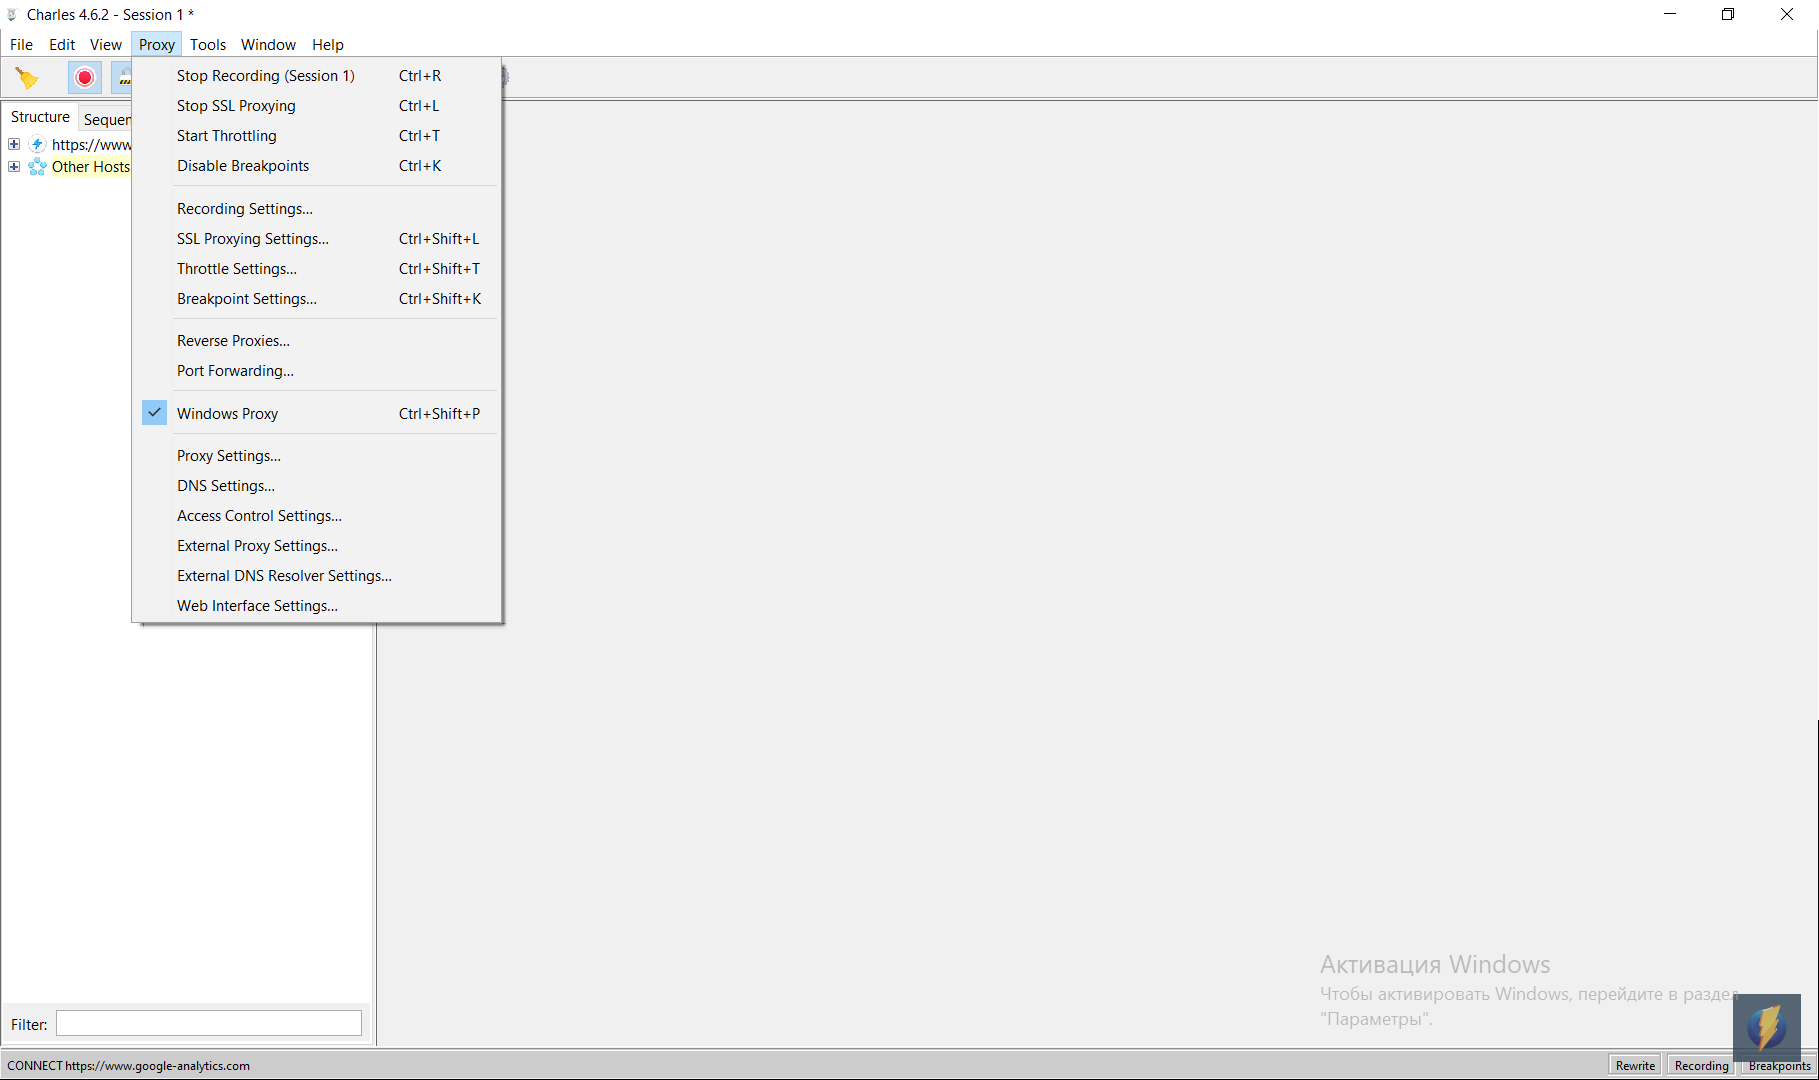 Charles 4.6.2 - Session 1 *
File Edit View Proxy Tools Window Help
Stop Recording (Session 1) Ctrl+R
Stop SSL Proxying Ctrl+L
Start Throttling Ctrl+T
Disable Breakpoints Ctrl+K
Recording Settings...
SSL Proxying Settings... Ctrl+Shift+L
Throttle Settings... Ctrl+Shift+T
Breakpoint Settings... Ctrl+Shift+K
Reverse Proxies...
Port Forwarding...
Windows Proxy Ctrl+Shift+P
Proxy Settings...
DNS Settings...
Access Control Settings...
External Proxy Settings...
External DNS Resolver Settings...
Web Interface Settings...
Structure Sequen
https://www
Other Hosts
Активация Windows
Чтобы активировать Windows, перейдите в раздел
"Параметры".
Filter:
CONNECT https://www.google-analytics.com
Rewrite Recording Breakpoints